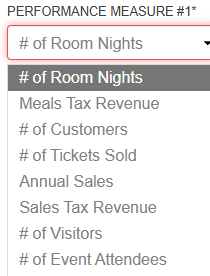 PERFORMANCE MEASURE #1*
# of Room Nights
# of Room Nights
Meals Tax Revenue
# of Customers
# of Tickets Sold
Annual Sales
Sales Tax Revenue
# of Visitors
# of Event Attendees